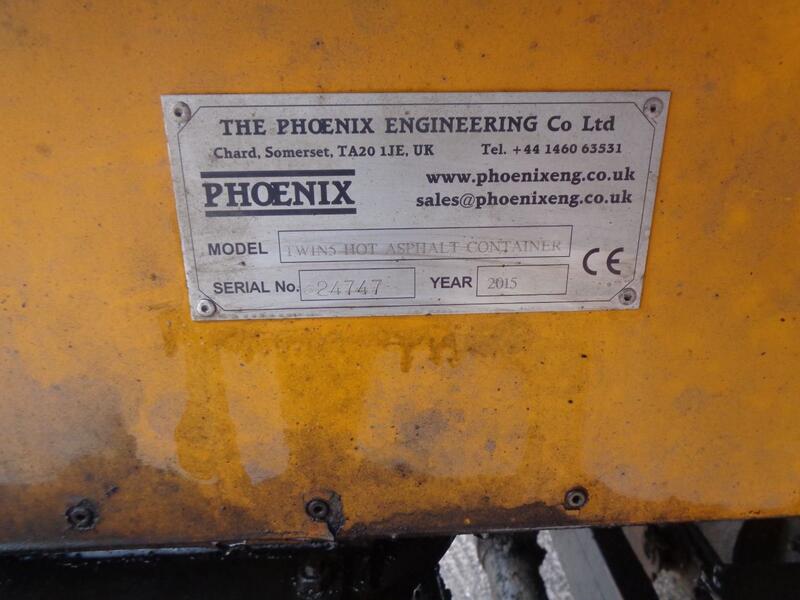 THE PHOENIX ENGINEERING Co Ltd
Chard, Somerset, TA20 1JE, UK Tel. +44 1460 63531
PHOENIX www.phoenixeng.co.uk
sales@phoenixeng.co.uk
MODEL TWIN5 HOT ASPHALT CONTAINER
SERIAL No. 24747 YEAR 2015 CE